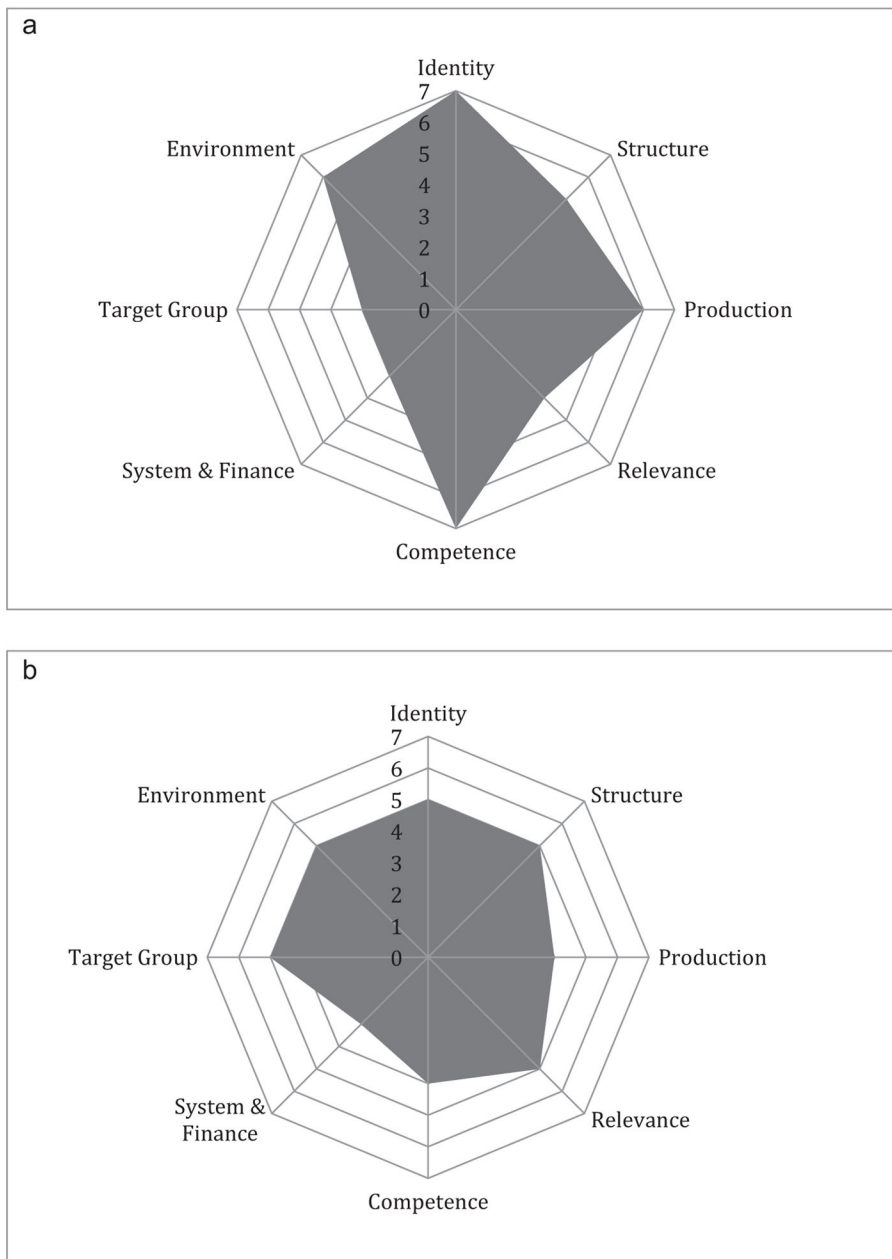 a
Identity
7
6
5
4
3
2
1
0
Environment
Structure
Target Group
Production
System & Finance
Relevance
Competence
b
Identity
7
6
5
4
3
2
1
0
Environment
Structure
Target Group
Production
System &
Finance
Relevance
Competence